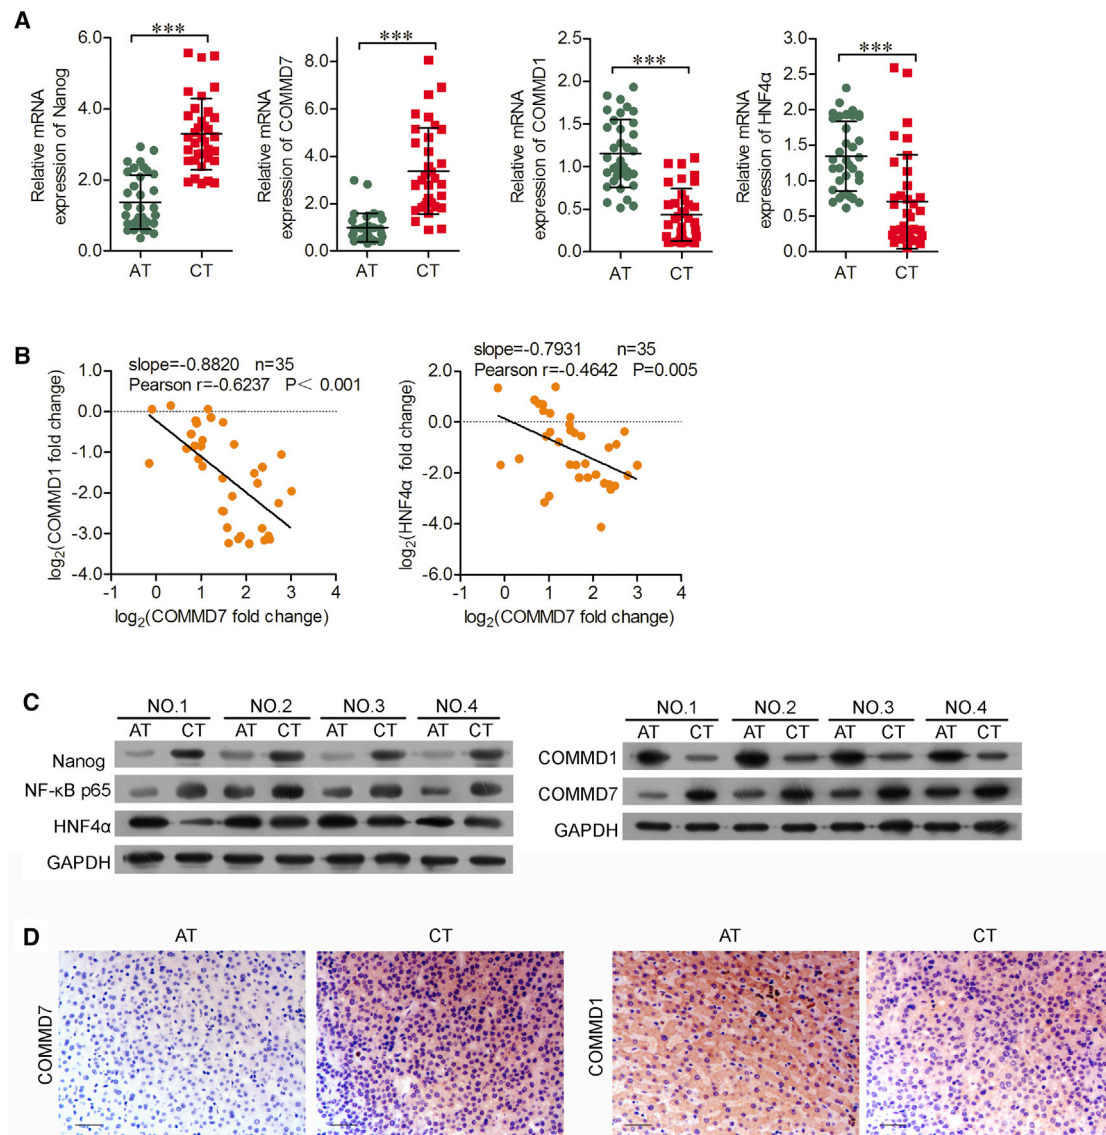 A
Relative mRNA
expression of Nanog
6.0
4.0
2.0
0.0
***
AT CT
Relative mRNA
expression of COMMD7
8.0
6.0
4.0
2.0
0.0
***
AT CT
Relative mRNA
expression of COMMD1
2.5
2.0
1.5
1.0
0.5
0.0
***
AT CT
Relative mRNA
expression of HNF4α
3.0
2.5
2.0
1.5
1.0
0.5
0.0
***
AT CT
B
slope=-0.8820 n=35
Pearson r=-0.6237 P< 0.001
log2(COMMD1 fold change)
1.0
0.0
-1.0
-2.0
-3.0
-4.0
-1 0 1 2 3 4
log2(COMMD7 fold change)
slope=-0.7931 n=35
Pearson r=-0.4642 P=0.005
log2(HNF4α fold change)
2.0
0.0
-2.0
-4.0
-6.0
-1 0 1 2 3 4
log2(COMMD7 fold change)
C
NO.1 NO.2 NO.3 NO.4
AT CT AT CT AT CT AT CT
Nanog
NF-κB p65
HNF4α
GAPDH
NO.1 NO.2 NO.3 NO.4
AT CT AT CT AT CT AT CT
COMMD1
COMMD7
GAPDH
D
AT CT
COMMD7
AT CT
COMMD1